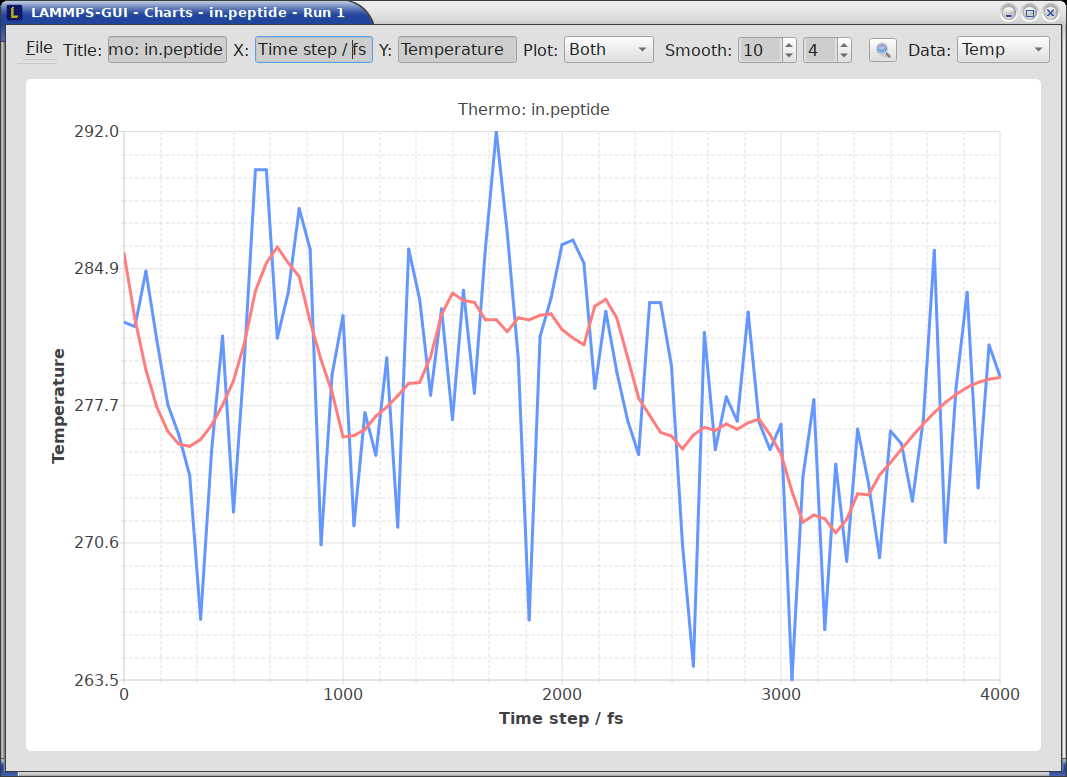 LAMMPS-GUI - Charts - in.peptide - Run 1
File Title: mo: in.peptide X: Time step / fs Y: Temperature Plot: Both Smooth: 10 4 Data: Temp
Thermo: in.peptide
292.0
284.9
277.7
270.6
263.5
Temperature
0 1000 2000 3000 4000
Time step / fs